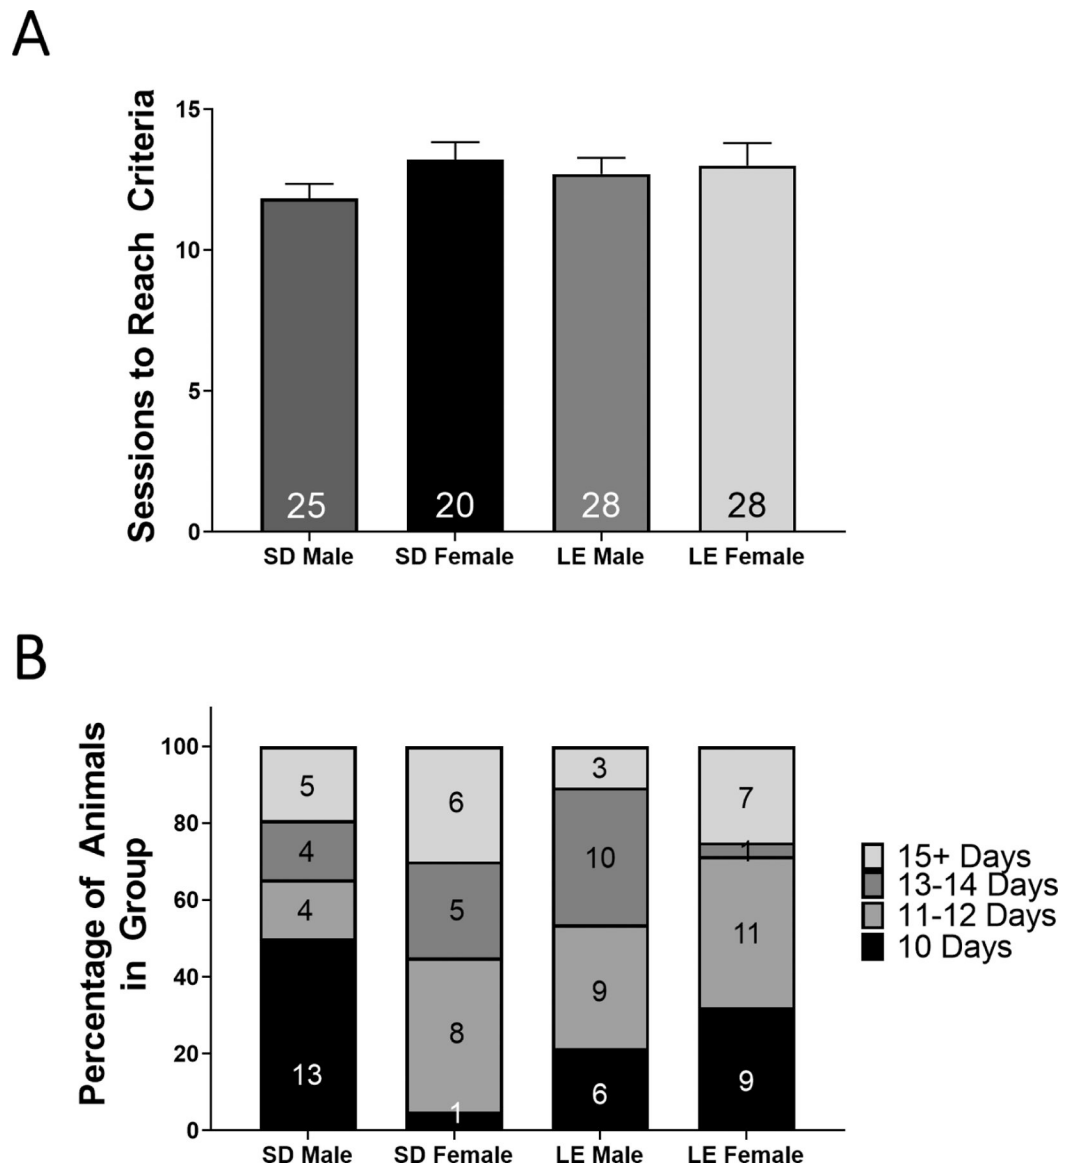 A
Sessions to Reach Criteria
15
10
5
0
25
20
28
28
SD Male
SD Female
LE Male
LE Female
B
Percentage of Animals
in Group
100
80
60
40
20
0
5
4
4
13
6
5
8
1
3
10
9
6
7
1
11
9
SD Male
SD Female
LE Male
LE Female
15+ Days
13-14 Days
11-12 Days
10 Days